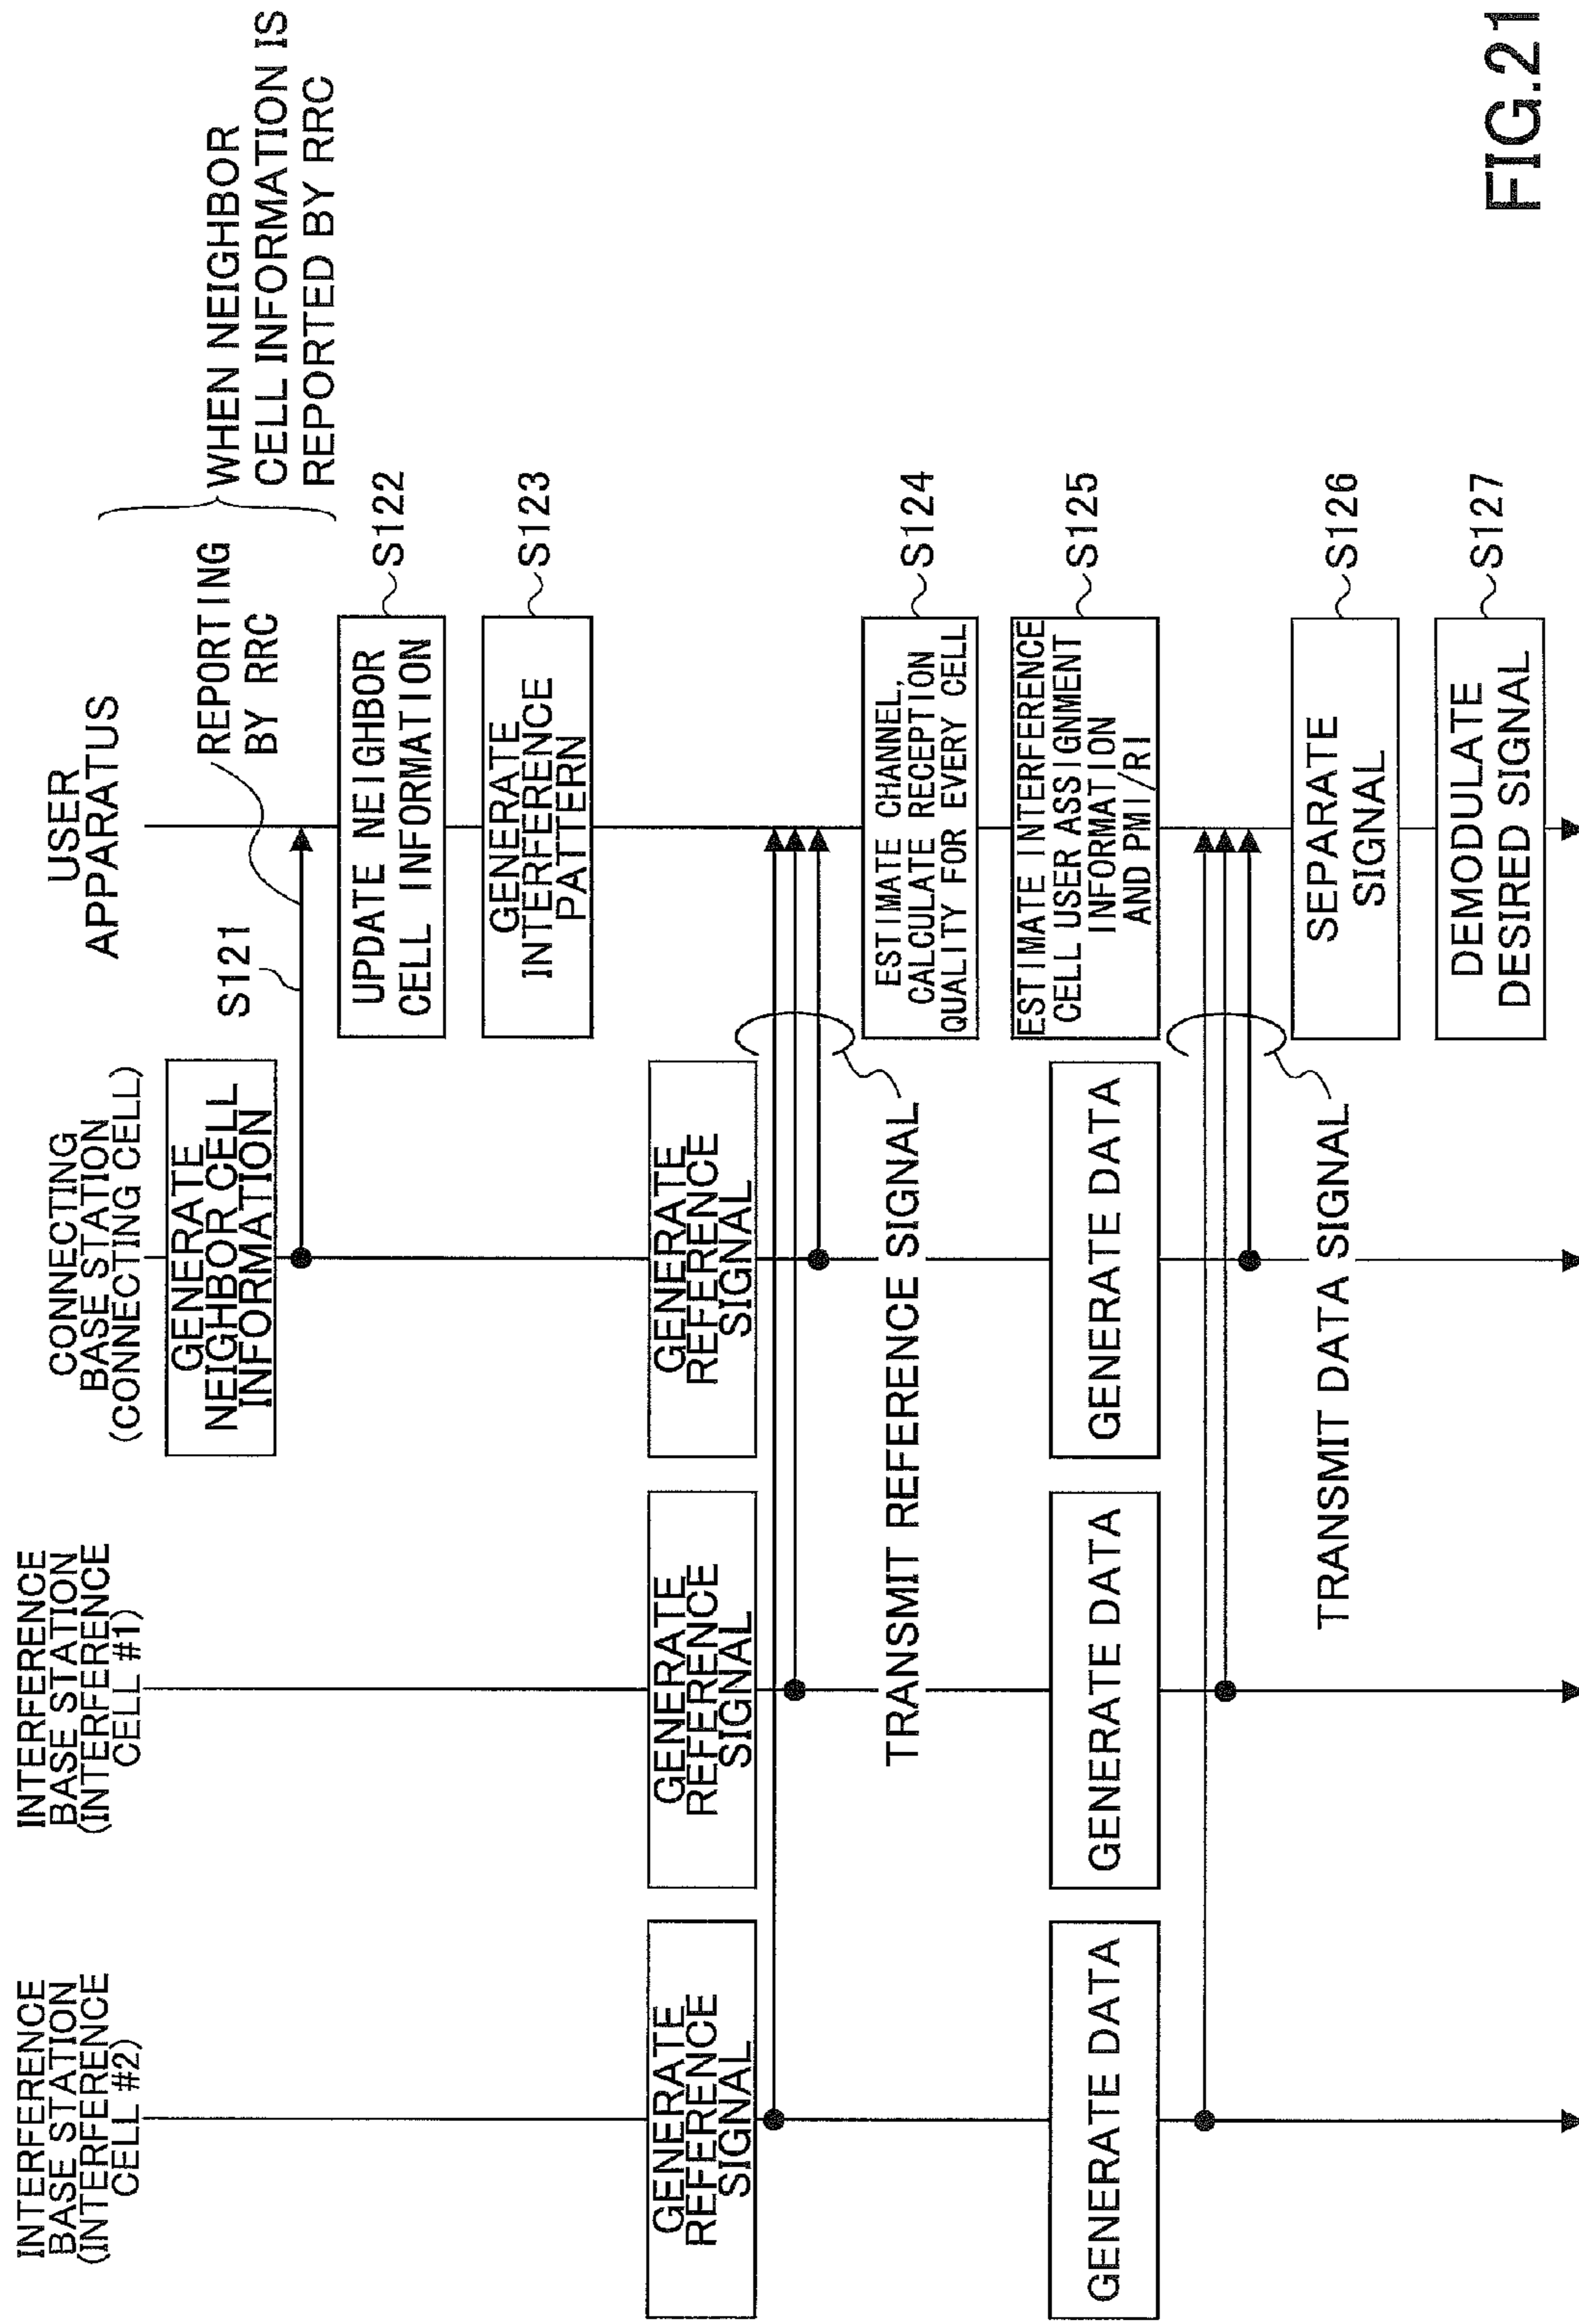 INTERFERENCE
BASE STATION
(INTERFERENCE
CELL #2)
INTERFERENCE
BASE STATION
(INTERFERENCE
CELL #1)
CONNECTING
BASE STATION
(CONNECTING CELL)
USER
APPARATUS
GENERATE
NEIGHBOR CELL
INFORMATION
S121
REPORTING
BY RRC
WHEN NEIGHBOR
CELL INFORMATION IS
REPORTED BY RRC
UPDATE NEIGHBOR
CELL INFORMATION
S122
GENERATE
INTERFERENCE
PATTERN
S123
GENERATE
REFERENCE
SIGNAL
GENERATE
REFERENCE
SIGNAL
GENERATE
REFERENCE
SIGNAL
TRANSMIT REFERENCE SIGNAL
ESTIMATE CHANNEL,
CALCULATE RECEPTION
QUALITY FOR EVERY CELL
S124
GENERATE DATA
GENERATE DATA
GENERATE DATA
ESTIMATE INTERFERENCE
CELL USER ASSIGNMENT
INFORMATION
AND PMI/RI
S125
TRANSMIT DATA SIGNAL
SEPARATE
SIGNAL
S126
DEMODULATE
DESIRED SIGNAL
S127
FIG.21